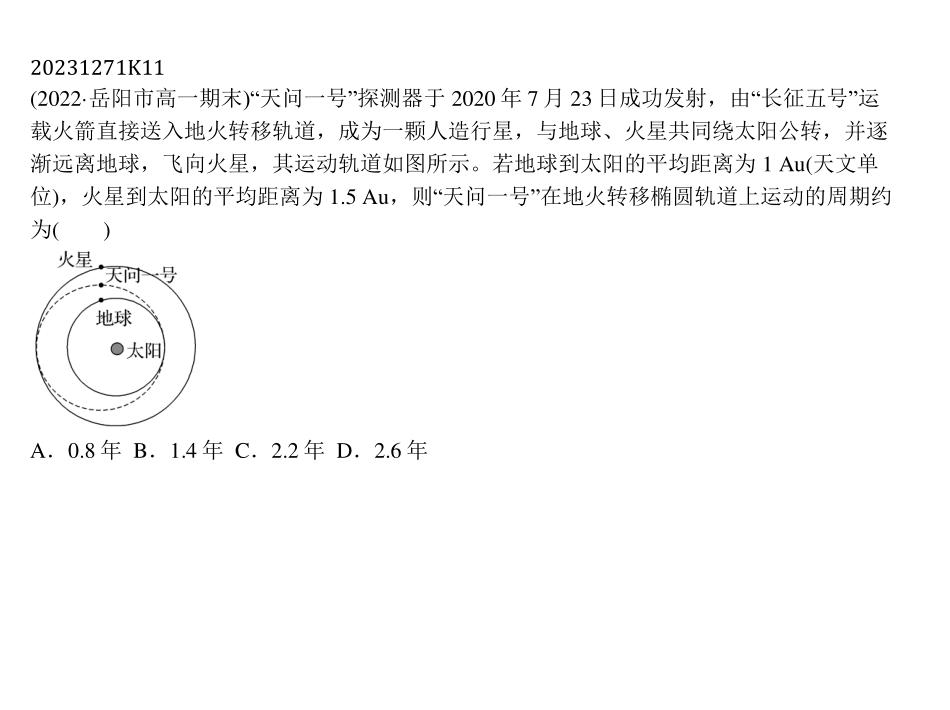 20231271K11
(2022·岳阳市高一期末)“天问一号”探测器于 2020 年 7 月 23 日成功发射，由“长征五号”运
载火箭直接送入地火转移轨道，成为一颗人造行星，与地球、火星共同绕太阳公转，并逐
渐远离地球，飞向火星，其运动轨道如图所示。若地球到太阳的平均距离为 1 Au(天文单
位)，火星到太阳的平均距离为 1.5 Au，则“天问一号”在地火转移椭圆轨道上运动的周期约
为(　　)
火星
天问一号
地球
太阳
A．0.8 年 B．1.4 年 C．2.2 年 D．2.6 年